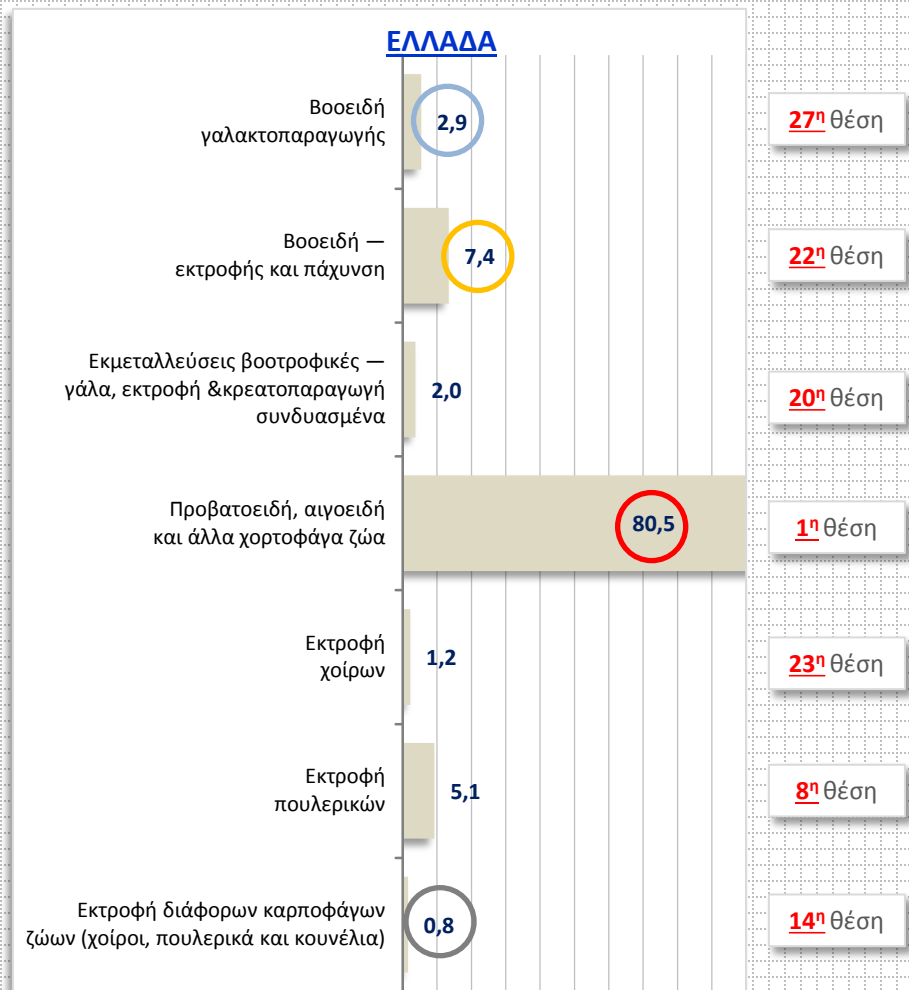 ΕΛΛΑΔΑ
Βοοειδή
γαλακτοπαραγωγής
2,9
27η θέση
Βοοειδή —
εκτροφής και πάχυνση
7,4
22η θέση
Εκμεταλλεύσεις βοοτροφικές —
γάλα, εκτροφή &κρεατοπαραγωγή
συνδυασμένα
2,0
20η θέση
Προβατοειδή, αιγοειδή
και άλλα χορτοφάγα ζώα
80,5
1η θέση
Εκτροφή
χοίρων
1,2
23η θέση
Εκτροφή
πουλερικών
5,1
8η θέση
Εκτροφή διάφορων καρποφάγων
ζώων (χοίροι, πουλερικά και κουνέλια)
0,8
14η θέση